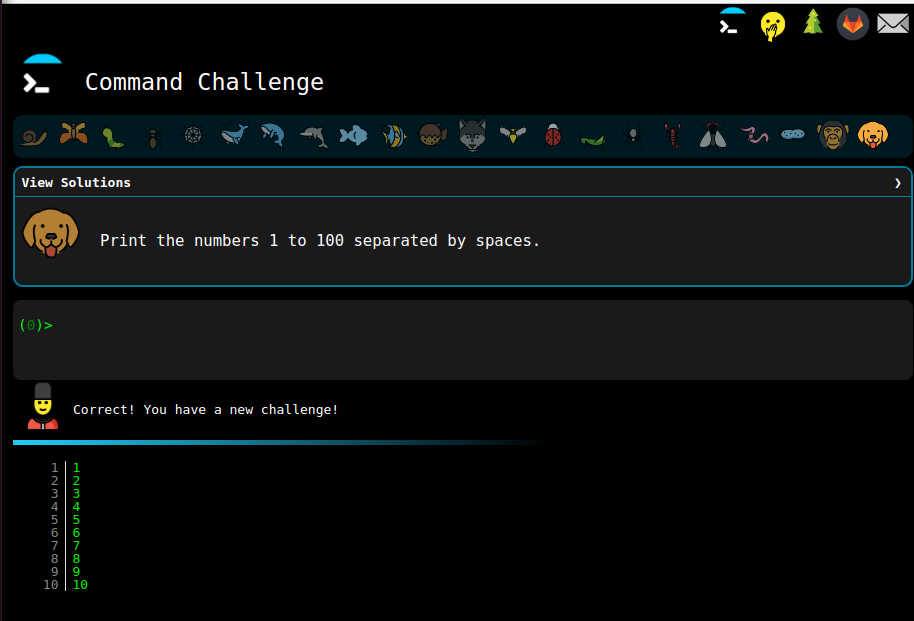 Command Challenge
View Solutions
Print the numbers 1 to 100 separated by spaces.
(0)>
Correct! You have a new challenge!
1 1
2 2
3 3
4 4
5 5
6 6
7 7
8 8
9 9
10 10